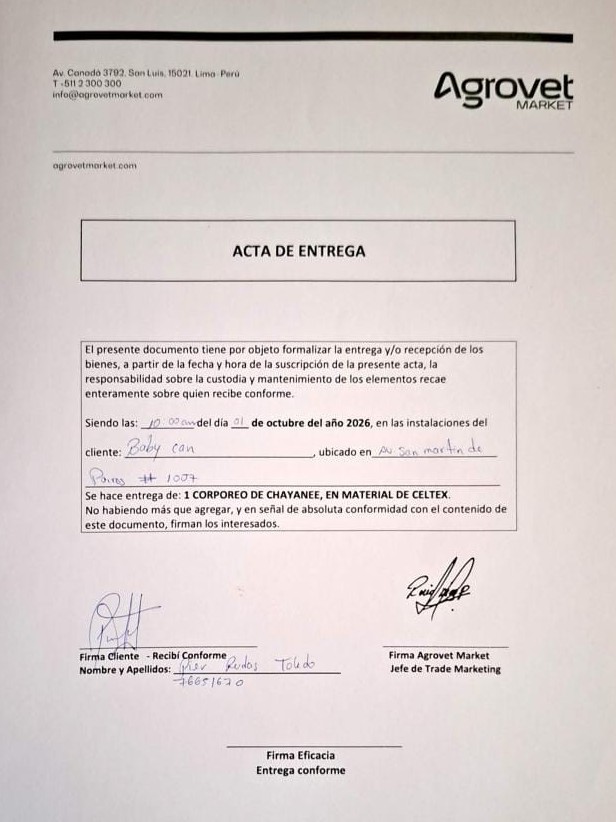 Av. Canadá 3792, San Luis, 15021, Lima - Perú
T +511 2 300 300
info@agrovetmarket.com
Agrovet
MARKET
agrovetmarket.com
ACTA DE ENTREGA
El presente documento tiene por objeto formalizar la entrega y/o recepción de los
bienes, a partir de la fecha y hora de la suscripción de la presente acta, la
responsabilidad sobre la custodia y mantenimiento de los elementos recae
enteramente sobre quien recibe conforme.
Siendo las: 10:00am del día 01 de octubre del año 2026, en las instalaciones del
cliente: Baby can, ubicado en Av San martin de
Porres # 1007
Se hace entrega de: 1 CORPOREO DE CHAYANEE, EN MATERIAL DE CELTEX.
No habiendo más que agregar, y en señal de absoluta conformidad con el contenido de
este documento, firman los interesados.
Firma Cliente - Recibí Conforme
Nombre y Apellidos: Pier Toledo
Firma Agrovet Market
Jefe de Trade Marketing
Firma Eficacia
Entrega conforme